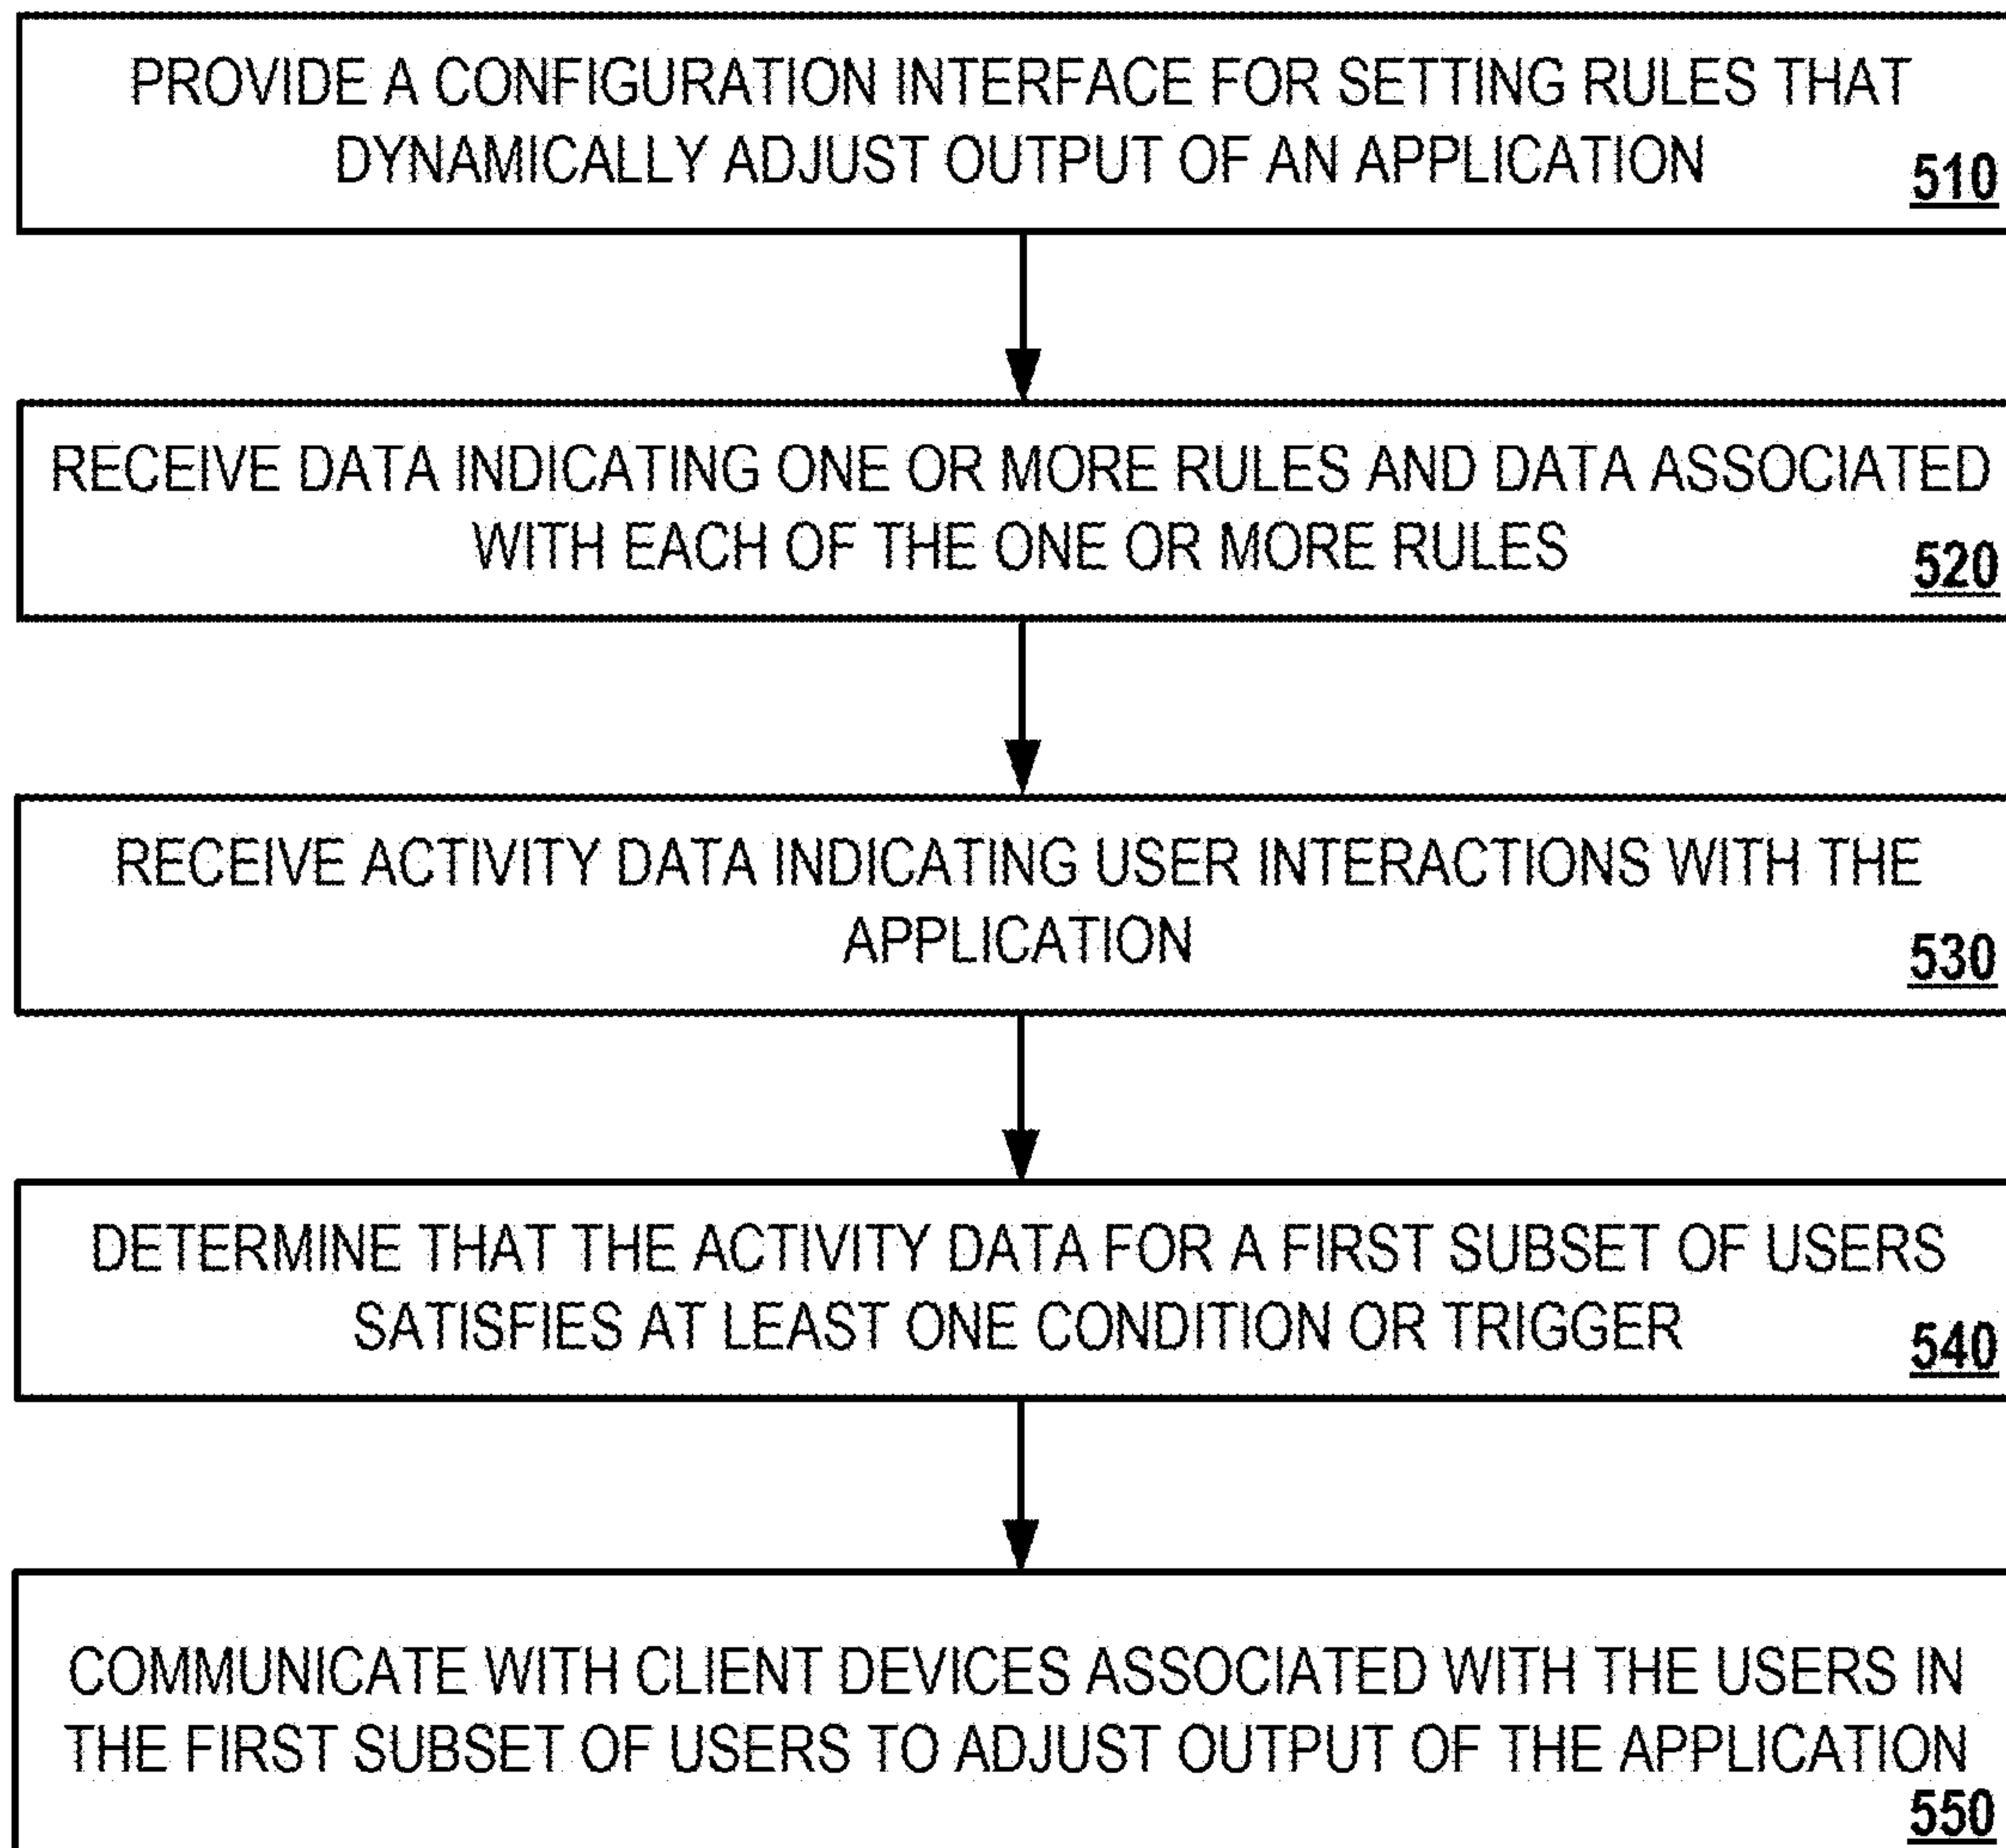 PROVIDE A CONFIGURATION INTERFACE FOR SETTING RULES THAT
DYNAMICALLY ADJUST OUTPUT OF AN APPLICATION
510
RECEIVE DATA INDICATING ONE OR MORE RULES AND DATA ASSOCIATED
WITH EACH OF THE ONE OR MORE RULES
520
RECEIVE ACTIVITY DATA INDICATING USER INTERACTIONS WITH THE
APPLICATION
530
DETERMINE THAT THE ACTIVITY DATA FOR A FIRST SUBSET OF USERS
SATISFIES AT LEAST ONE CONDITION OR TRIGGER
540
COMMUNICATE WITH CLIENT DEVICES ASSOCIATED WITH THE USERS IN
THE FIRST SUBSET OF USERS TO ADJUST OUTPUT OF THE APPLICATION
550